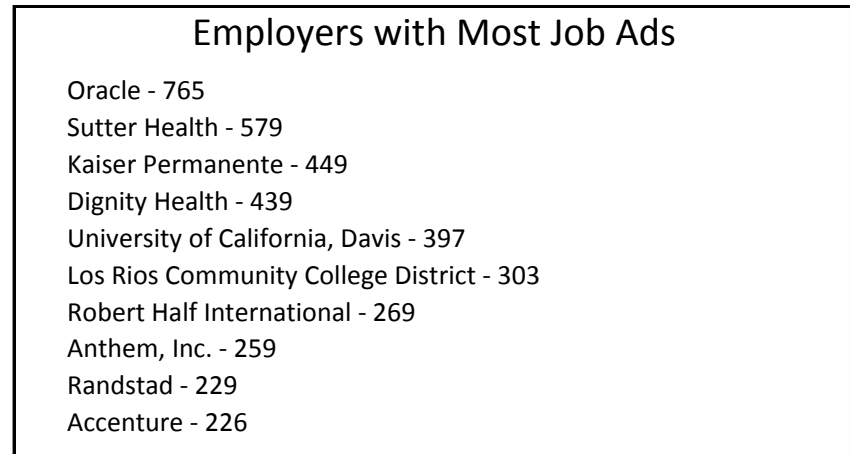 Employers with Most Job Ads
Oracle - 765
Sutter Health - 579
Kaiser Permanente - 449
Dignity Health - 439
University of California, Davis - 397
Los Rios Community College District - 303
Robert Half International - 269
Anthem, Inc. - 259
Randstad - 229
Accenture - 226